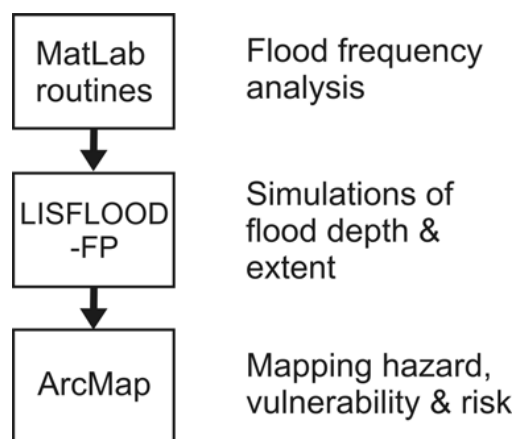 MatLab
routines
Flood frequency
analysis
LISFLOOD
-FP
Simulations of
flood depth &
extent
ArcMap
Mapping hazard,
vulnerability & risk